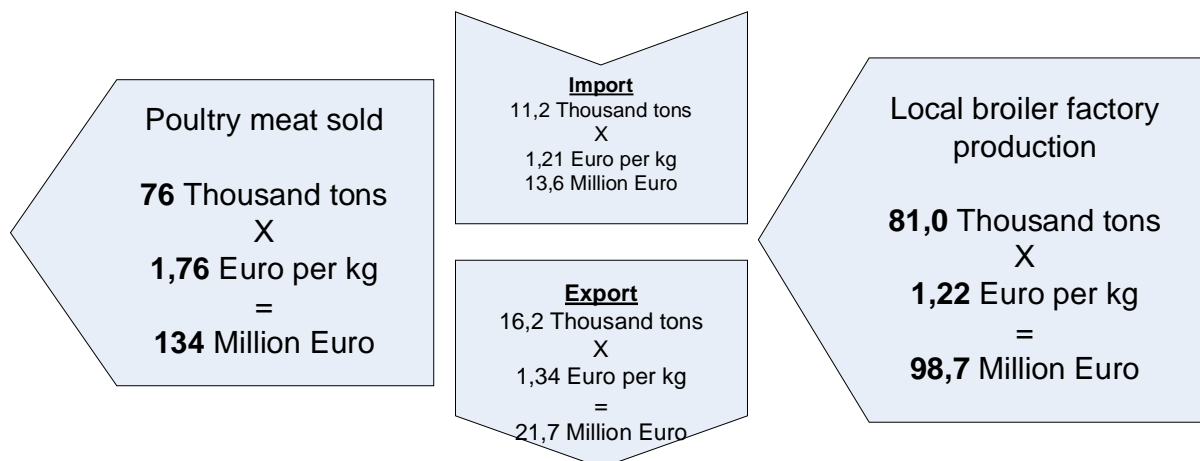 Poultry meat sold
76 Thousand tons
X
1,76 Euro per kg
=
134 Million Euro
Import
11,2 Thousand tons
X
1,21 Euro per kg
13,6 Million Euro
Export
16,2 Thousand tons
X
1,34 Euro per kg
=
21,7 Million Euro
Local broiler factory
production
81,0 Thousand tons
X
1,22 Euro per kg
=
98,7 Million Euro